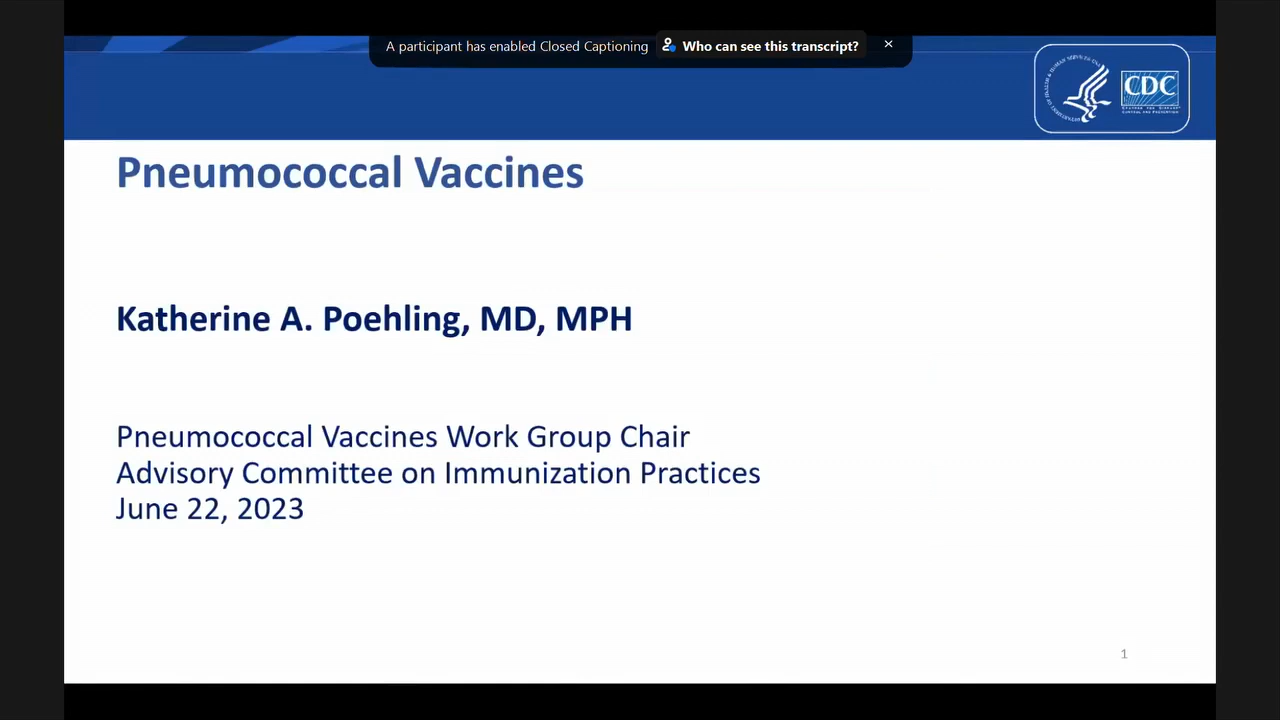 A participant has enabled Closed Captioning Who can see this transcript?
CDC
Pneumococcal Vaccines
Katherine A. Poehling, MD, MPH
Pneumococcal Vaccines Work Group Chair
Advisory Committee on Immunization Practices
June 22, 2023
1